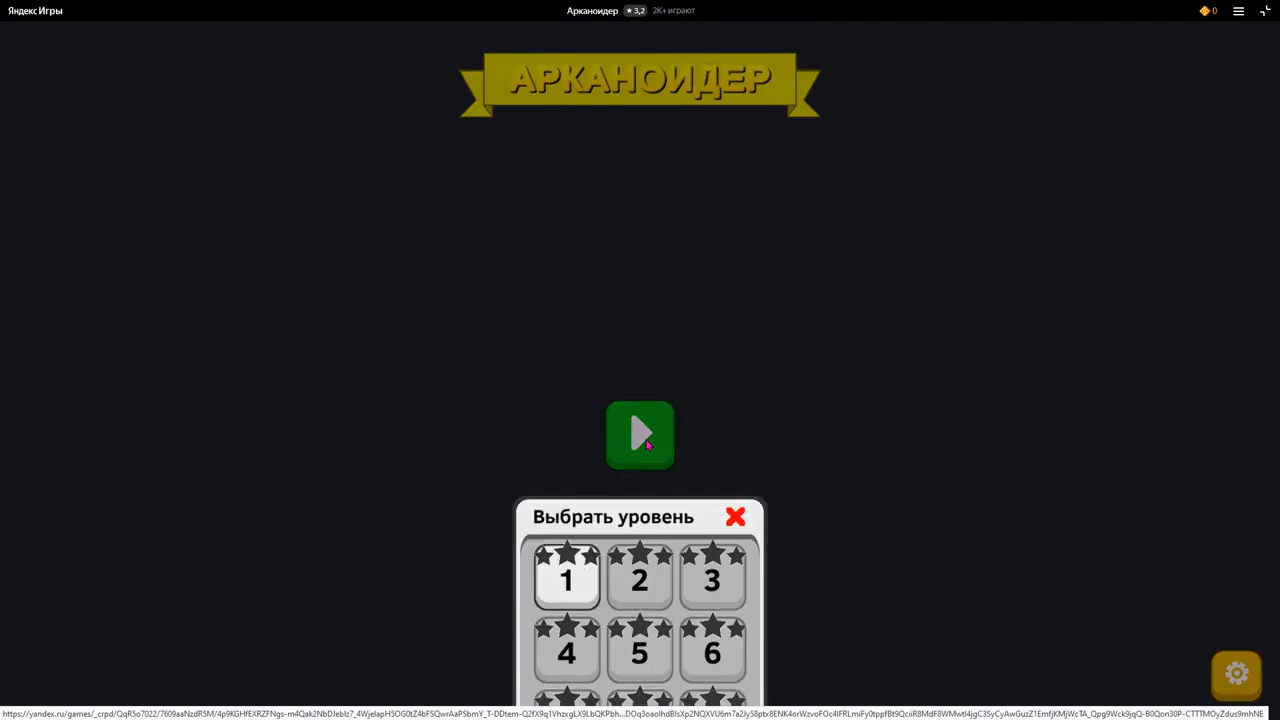 Яндекс Игры
Арканоидер ★ 3,2 2K+ играют
0
АРКАНОИДЕР
Выбрать уровень
1 2 3
4 5 6